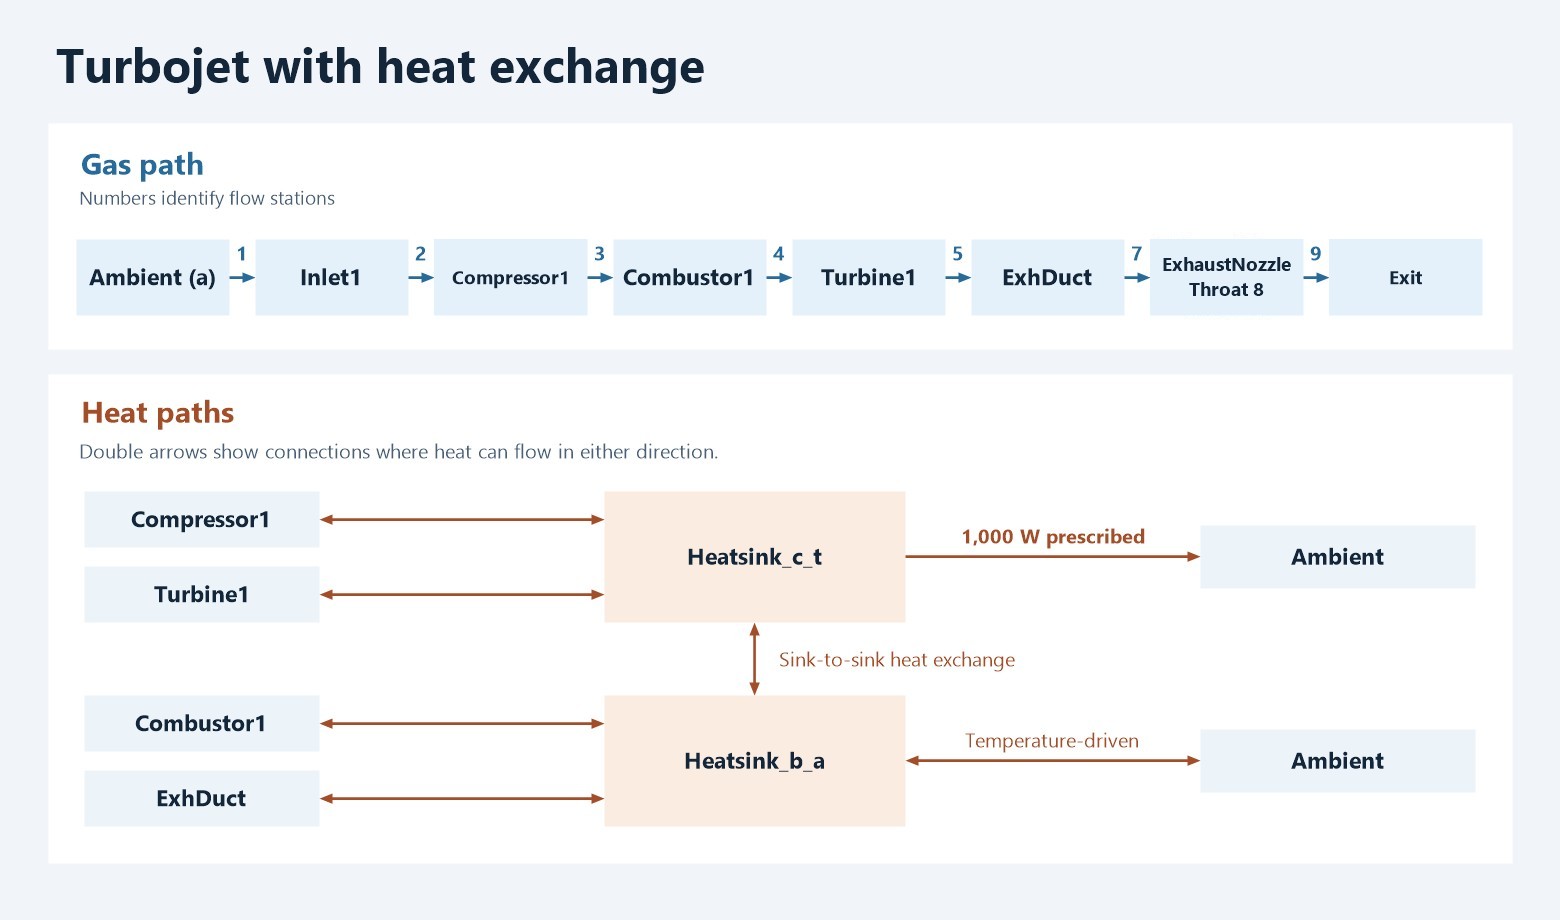 Turbojet with heat exchange
Gas path
Numbers identify flow stations
1
2
3
4
5
7
9
Ambient (a)
Inlet1
Compressor1
Combustor1
Turbine1
ExhDuct
ExhaustNozzle
Throat 8
Exit
Heat paths
Double arrows show connections where heat can flow in either direction.
Compressor1
Turbine1
Heatsink_c_t
1,000 W prescribed
Ambient
Sink-to-sink heat exchange
Combustor1
ExhDuct
Heatsink_b_a
Temperature-driven
Ambient